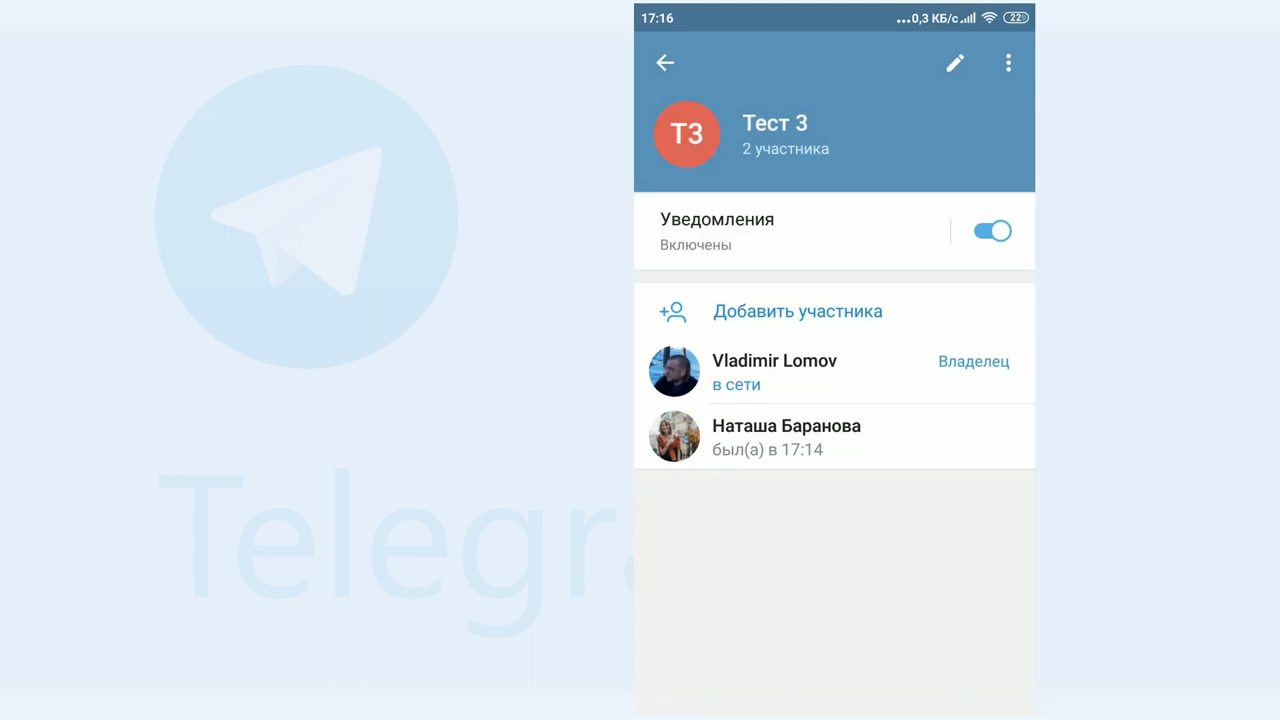 17:16
...0,3 КБ/с
22
Т3
Тест 3
2 участника
Уведомления
Включены
Добавить участника
Vladimir Lomov
Владелец
в сети
Наташа Баранова
был(а) в 17:14
Telegra